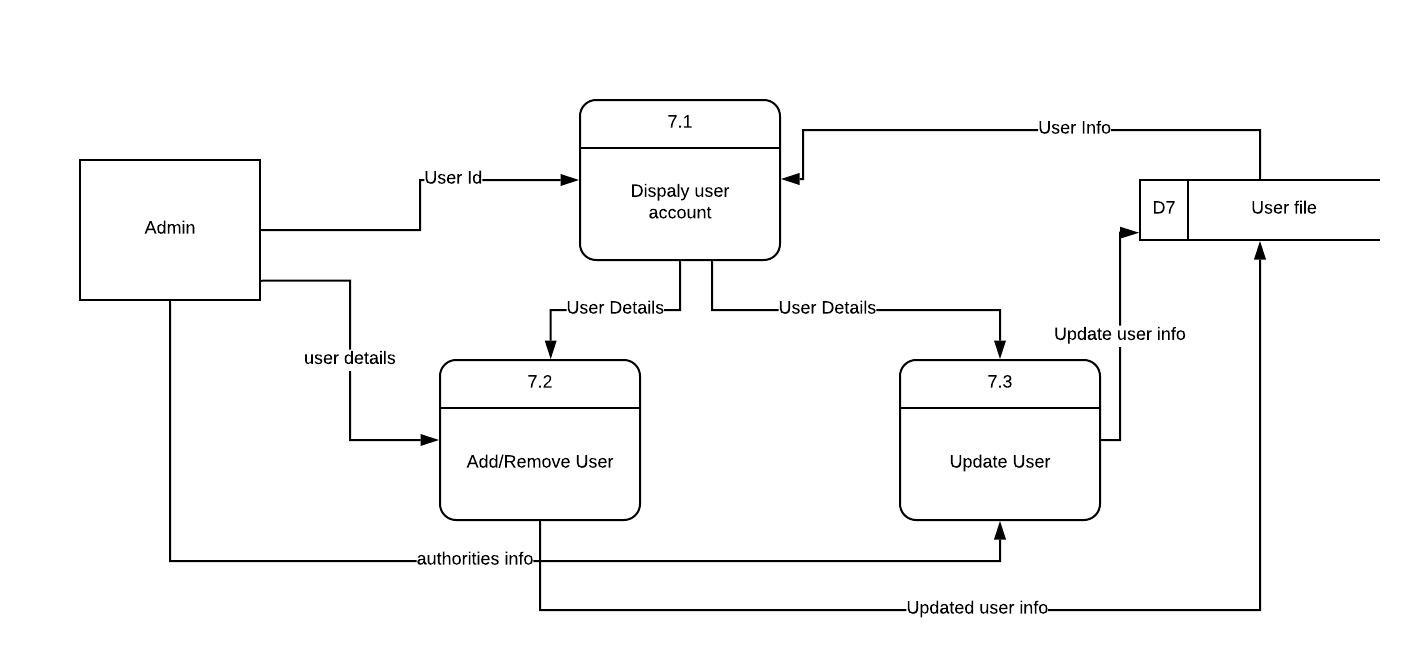 7.1
User Info
User Id
Dispaly user
account
D7
User file
Admin
User Details
User Details
Update user info
user details
7.2
7.3
Add/Remove User
Update User
authorities info
Updated user info